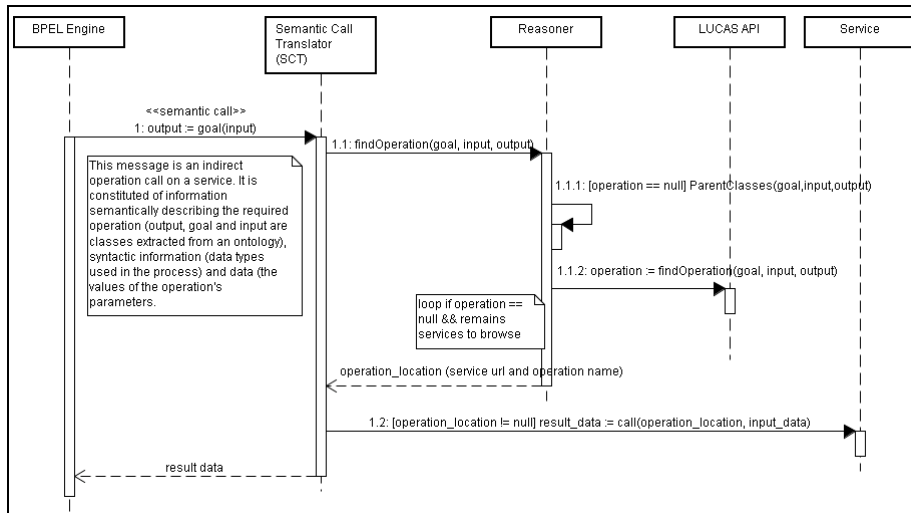 BPEL Engine
Semantic Call
Translator
(SCT)
Reasoner
LUCAS API
Service
<<semantic call>>
1: output := goal(input)
1.1: findOperation(goal, input, output)
This message is an indirect
operation call on a service. It is
constituted of information
semantically describing the required
operation (output, goal and input are
classes extracted from an ontology),
syntactic information (data types
used in the process) and data (the
values of the operation's
parameters.
1.1.1: [operation == null] ParentClasses(goal,input,output)
1.1.2: operation := findOperation(goal, input, output)
loop if operation ==
null && remains
services to browse
operation_location (service url and operation name)
1.2: [operation_location != null] result_data := call(operation_location, input_data)
result data